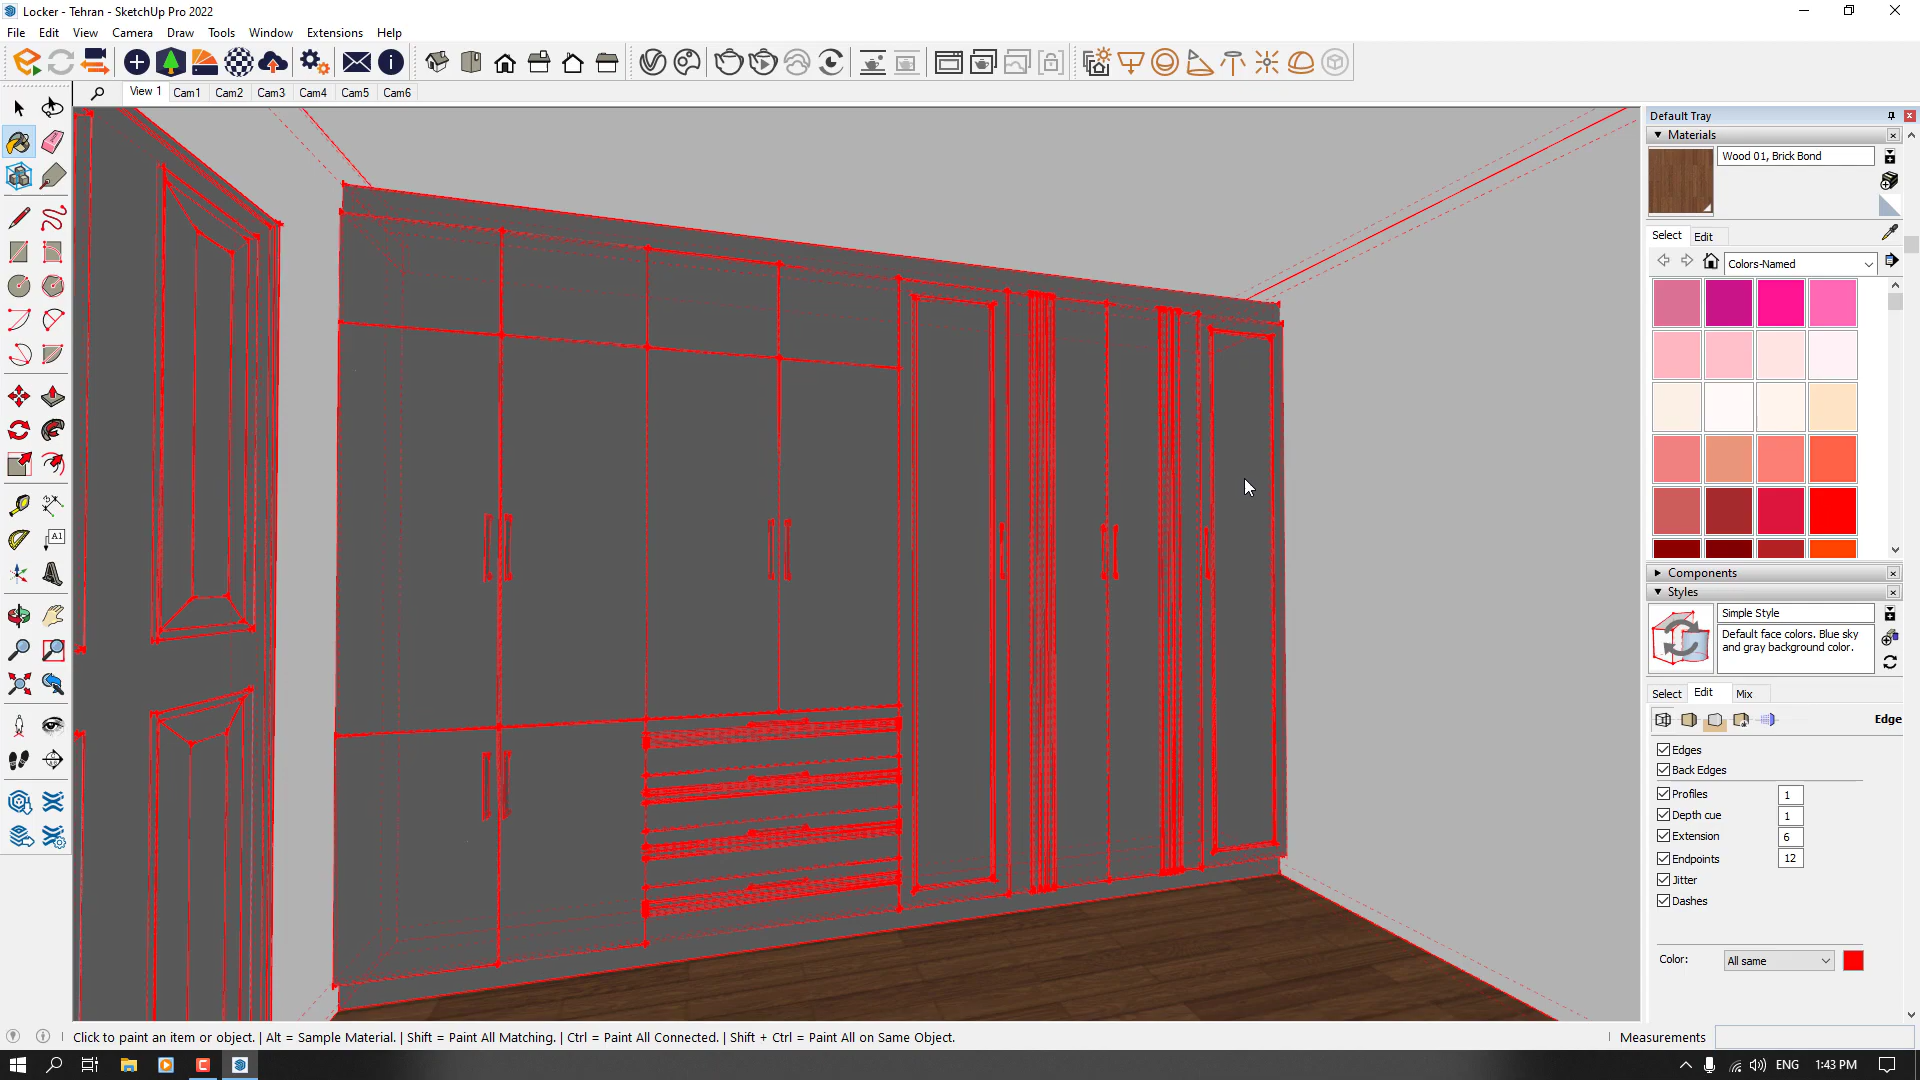 Locker - Tehran - SketchUp Pro 2022
File Edit View Camera Draw Tools Window Extensions Help
View 1 Cam1 Cam2 Cam3 Cam4 Cam5 Cam6
Default Tray
Materials
Wood 01, Brick Bond
Select Edit
Colors-Named
A1
Components
Styles
Simple Style
Default face colors. Blue sky
and gray background color.
Select Edit Mix
Edge
Edges
Back Edges
Profiles 1
Depth cue 1
Extension 6
Endpoints 12
Jitter
Dashes
Color: All same
Click to paint an item or object. | Alt = Sample Material. | Shift = Paint All Matching. | Ctrl = Paint All Connected. | Shift + Ctrl = Paint All on Same Object.
Measurements
ENG 1:43 PM